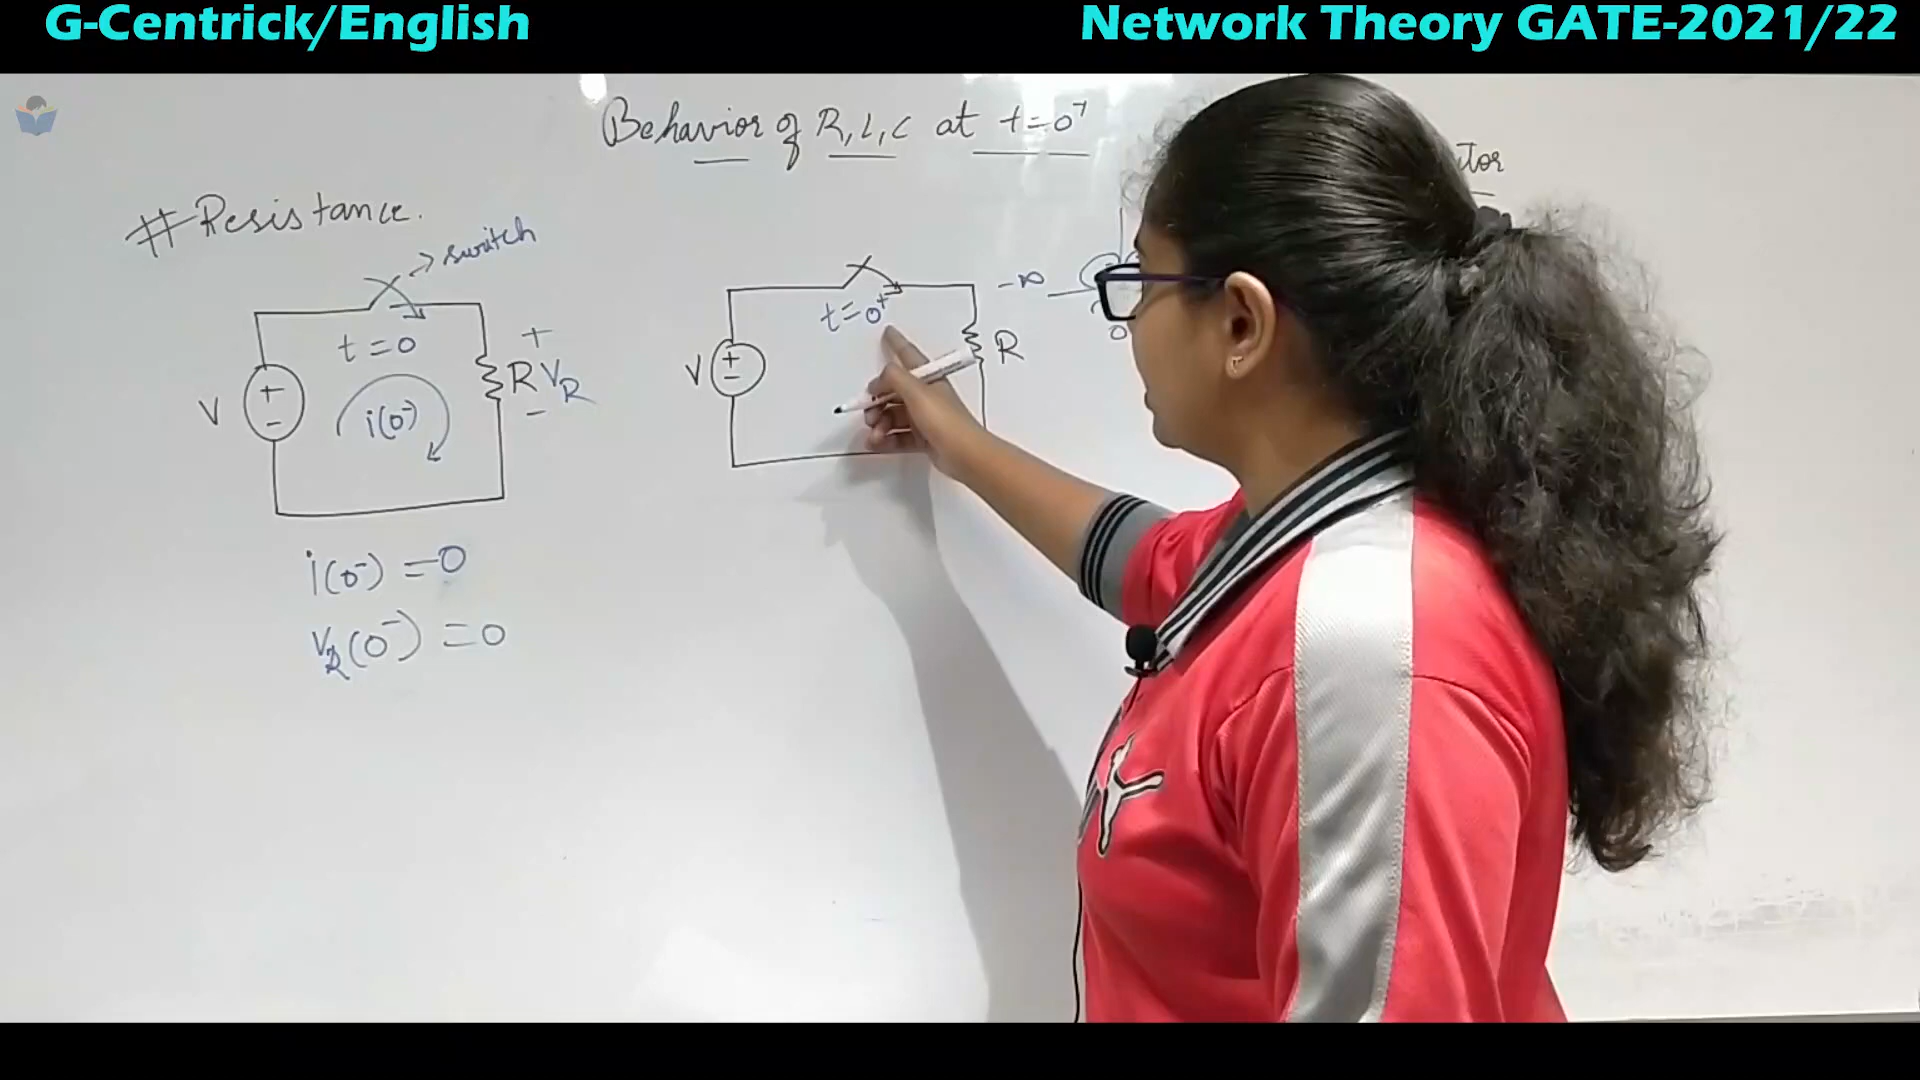 G-Centrick/English
Network Theory GATE-2021/22
Behavior of R, L, C at t=0⁺
# Resistance.
→ switch
t=0
+
V
+
-
R
V_R
-
i(0⁻)
i(0⁻) = 0
V_R(0⁻) = 0
t=0⁺
V
+
-
R
-∞
0
tor